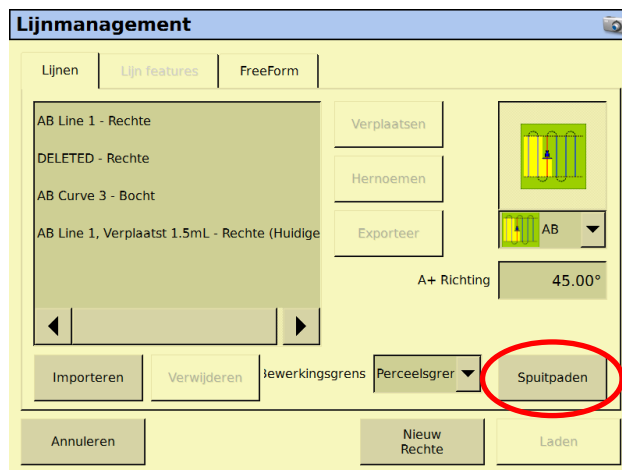 Lijnmanagement
Lijnen Lijn features FreeForm
AB Line 1 - Rechte
DELETED - Rechte
AB Curve 3 - Bocht
AB Line 1, Verplaatst 1.5mL - Rechte (Huidige
Verplaatsen
Hernoemen
Exporteer
AB
A+ Richting 45.00°
Importeren Verwijderen Bewerkingsgrens Perceelsgrer Spuitpaden
Annuleren Nieuw Rechte Laden